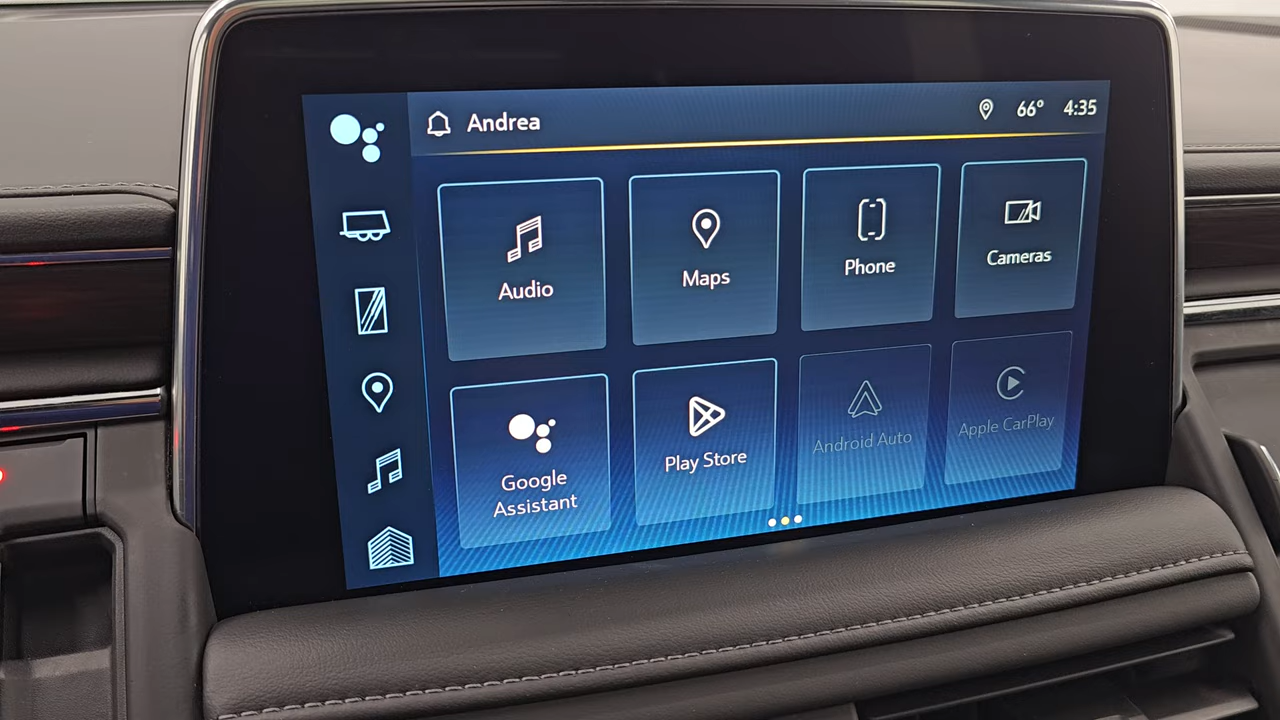 Andrea
66° 4:35
Audio
Maps
Phone
Cameras
Google
Assistant
Play Store
Android Auto
Apple CarPlay